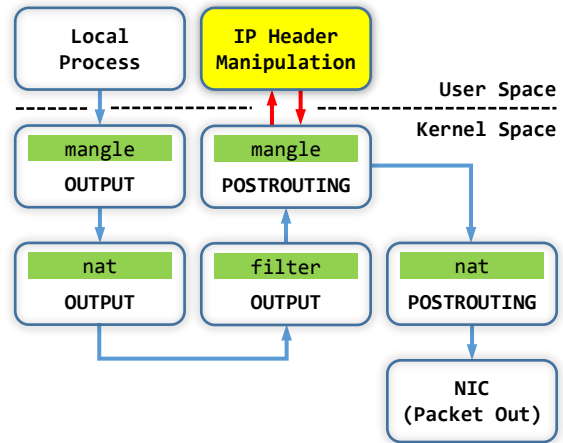 Local
Process
IP Header
Manipulation
User Space
Kernel Space
mangle
OUTPUT
mangle
POSTROUTING
nat
OUTPUT
filter
OUTPUT
nat
POSTROUTING
NIC
(Packet Out)